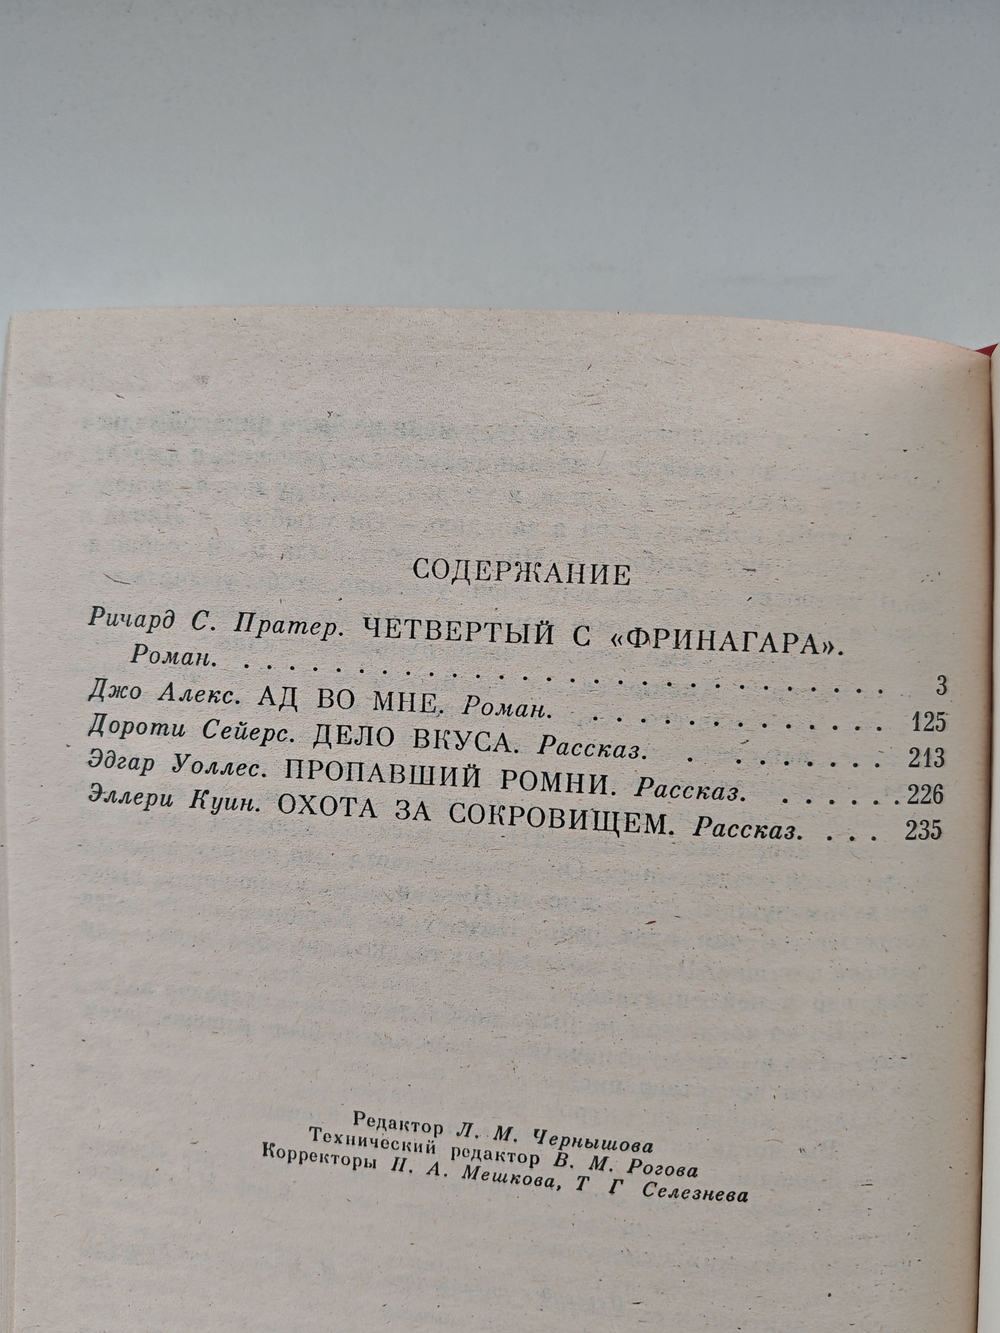 СОДЕРЖАНИЕ
Ричард С. Пратер. ЧЕТВЕРТЫЙ С «ФРИНАГАРА».
Роман. . . . . . . . . . . . . . . . . . . . . . . . . . . . . 3
Джо Алекс. АД ВО МНЕ. Роман. . . . . . . . . . . . . . 125
Дороти Сейерс. ДЕЛО ВКУСА. Рассказ. . . . . . . . . . 213
Эдгар Уоллес. ПРОПАВШИЙ РОМНИ. Рассказ. . . . . . . . 226
Эллери Куин. ОХОТА ЗА СОКРОВИЩЕМ. Рассказ. . . . 235
Редактор Л. М. Чернышова
Технический редактор В. М. Рогова
Корректоры Н. А. Мешкова, Т Г Селезнева